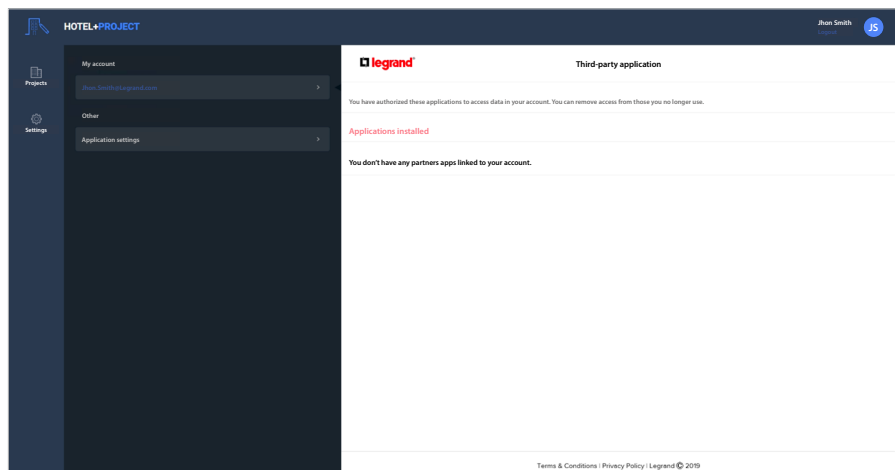 HOTEL+PROJECT
Jhon Smith
Logout
JS
Projects
Settings
My account
Jhon.Smith@Legrand.com
Other
Application settings
legrand®
Third-party application
You have authorized these applications to access data in your account. You can remove access from those you no longer use.
Applications installed
You don't have any partners apps linked to your account.
Terms & Conditions | Privacy Policy | Legrand © 2019